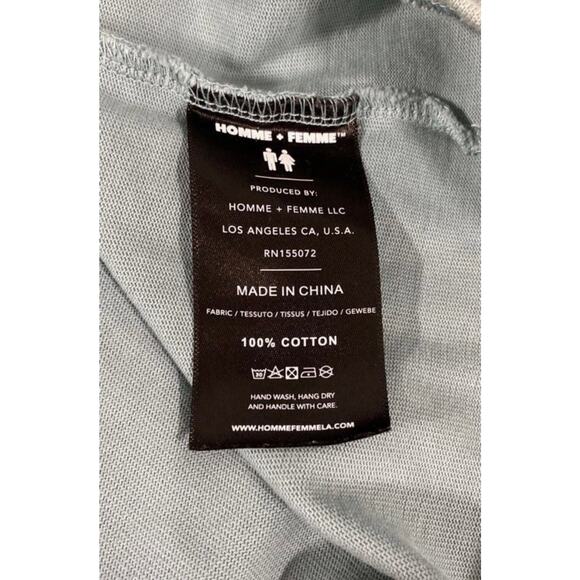 HOMME + FEMME™
PRODUCED BY:
HOMME + FEMME LLC
LOS ANGELES CA, U.S.A.
RN155072
MADE IN CHINA
FABRIC / TESSUTO / TISSUS / TEJIDO / GEWEBE
100% COTTON
30
HAND WASH, HANG DRY
AND HANDLE WITH CARE.
WWW.HOMMEFEMMELA.COM